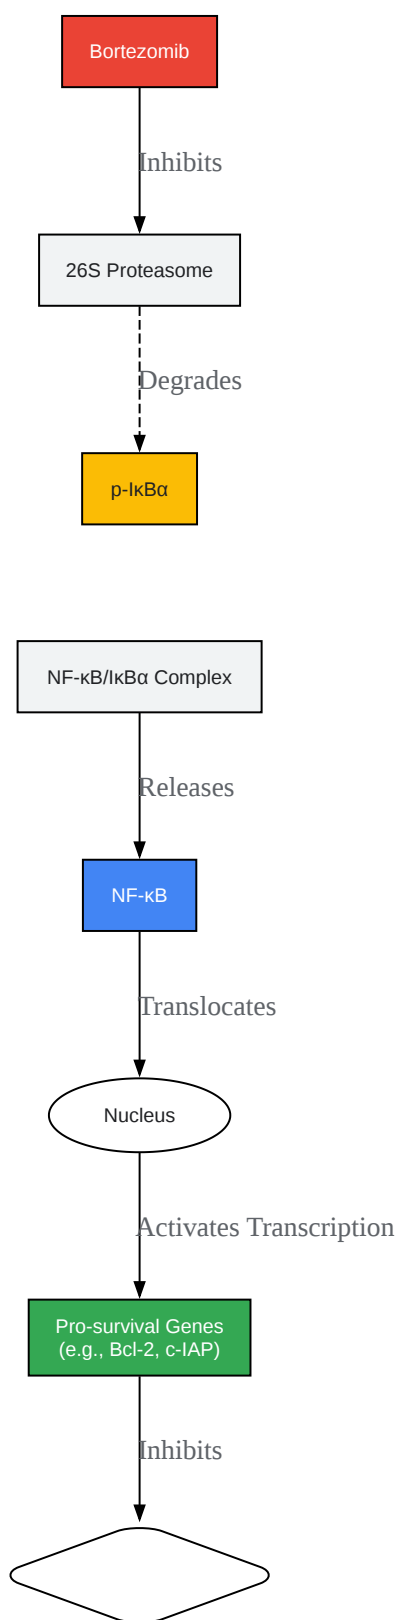 Bortezomib
Inhibits
26S Proteasome
Degrades
p-IκBα
NF-κB/IκBα Complex
Releases
NF-κB
Translocates
Nucleus
Activates Transcription
Pro-survival Genes
(e.g., Bcl-2, c-IAP)
Inhibits